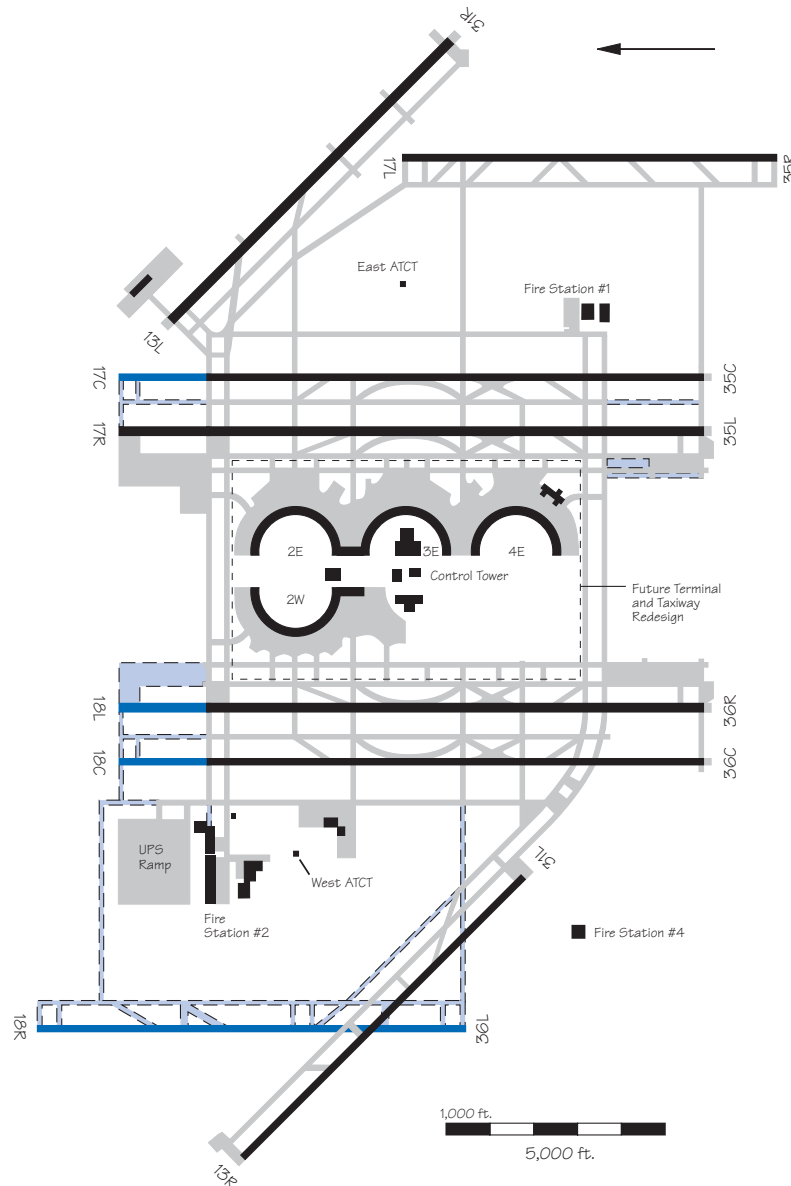 31R
17L
35R
East ATCT
Fire Station #1
13L
17C
35C
17R
35L
2E
3E
4E
Control Tower
2W
Future Terminal
and Taxiway
Redesign
18L
36R
18C
36C
UPS
Ramp
West ATCT
31L
Fire
Station #2
Fire Station #4
18R
36L
1,000 ft.
5,000 ft.
13R